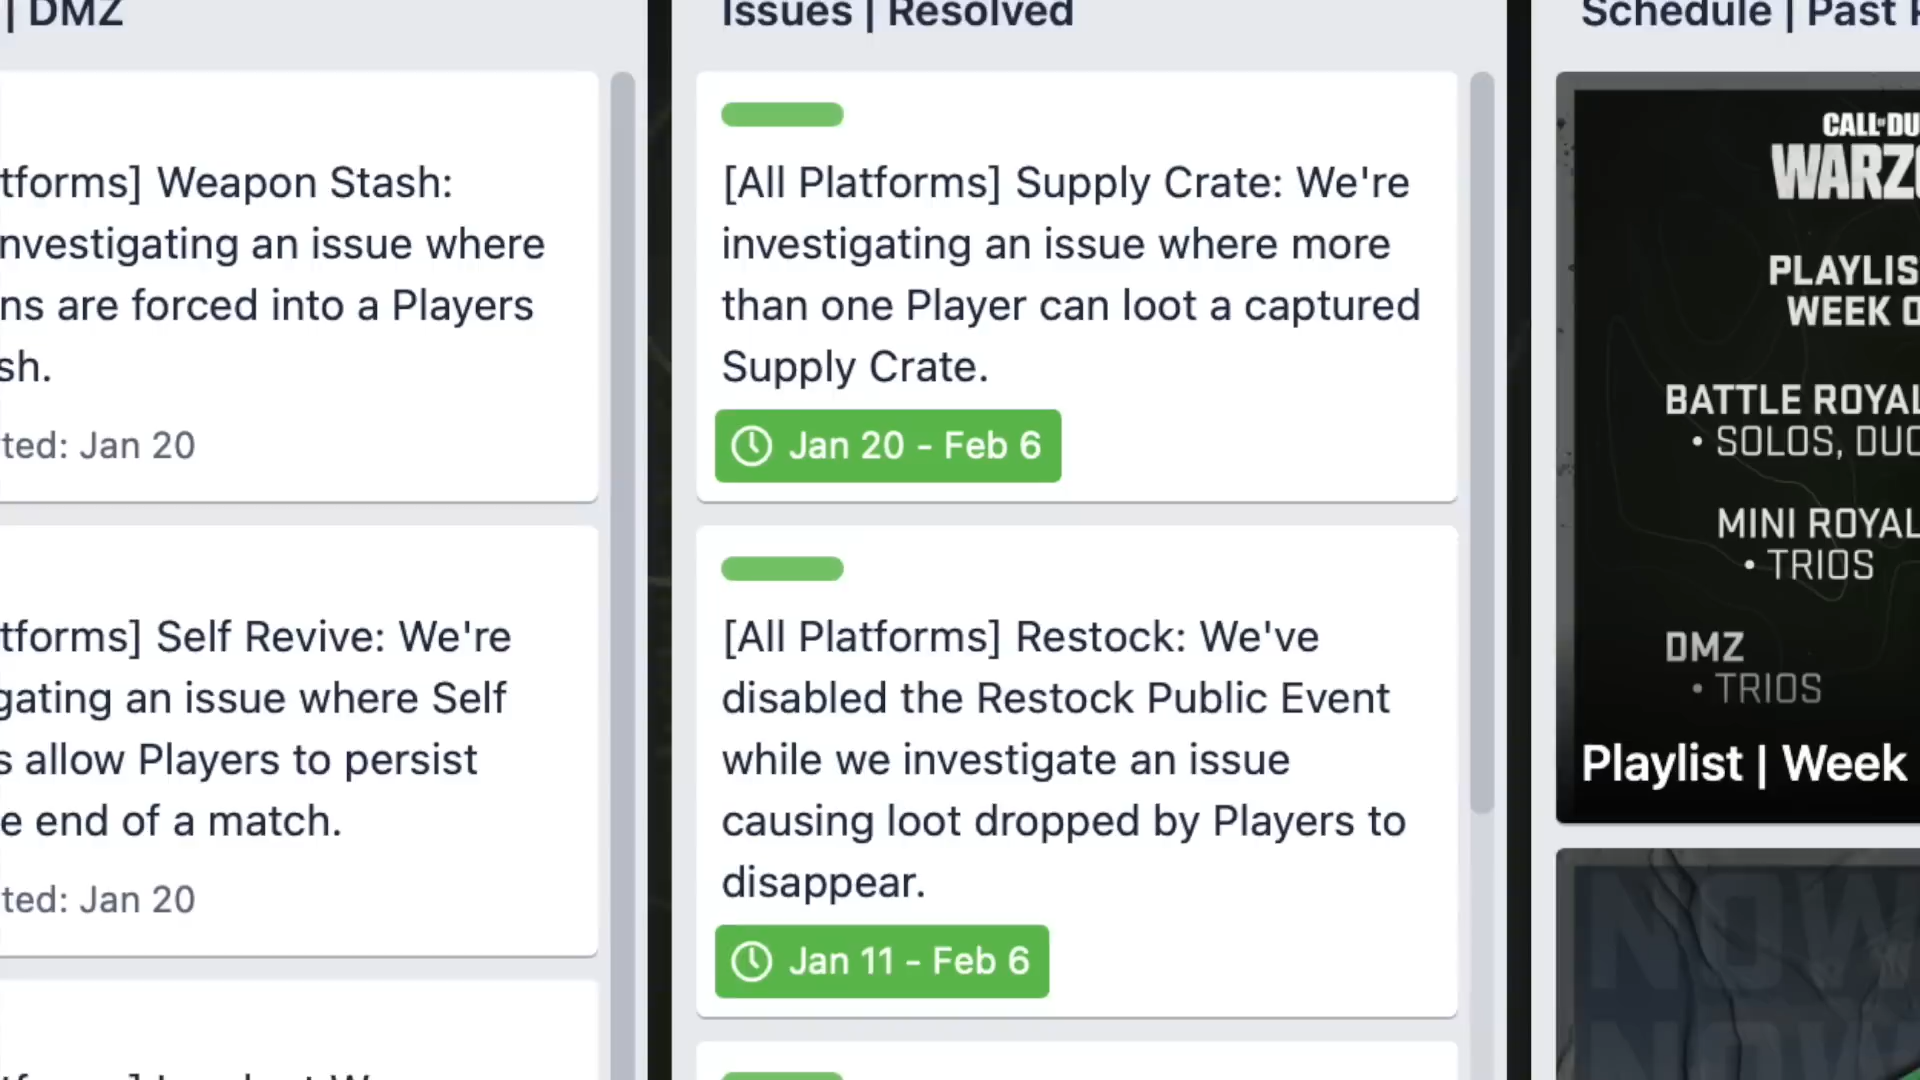 | DMZ
tforms] Weapon Stash:
nvestigating an issue where
ns are forced into a Players
sh.
ted: Jan 20
tforms] Self Revive: We're
gating an issue where Self
s allow Players to persist
e end of a match.
ted: Jan 20
Issues | Resolved
[All Platforms] Supply Crate: We're
investigating an issue where more
than one Player can loot a captured
Supply Crate.
Jan 20 - Feb 6
[All Platforms] Restock: We've
disabled the Restock Public Event
while we investigate an issue
causing loot dropped by Players to
disappear.
Jan 11 - Feb 6
Schedule | Past
CALL OF DU
WARZO
PLAYLIS
WEEK O
BATTLE ROYAL
• SOLOS, DUO
MINI ROYAL
• TRIOS
DMZ
• TRIOS
Playlist | Week
NOW
NOW